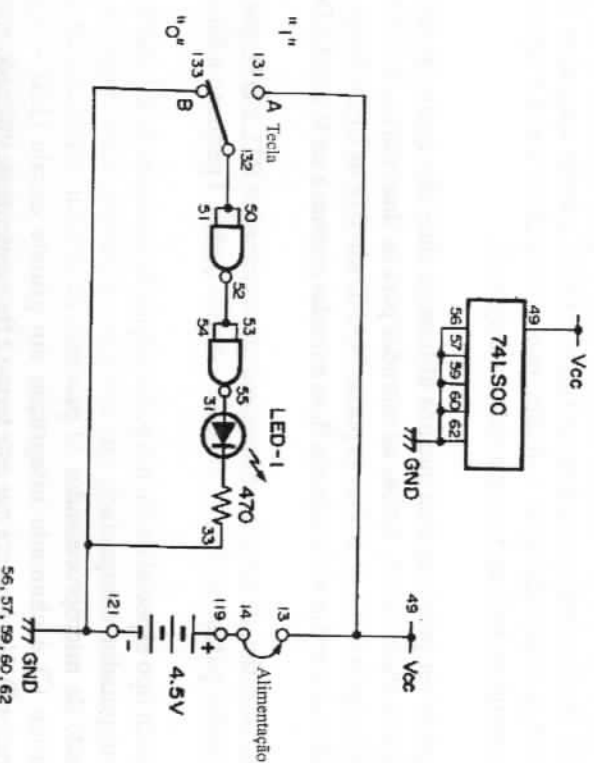 49
Vcc
74LS00
56 57 59 60 62
GND
"1"
131
A
Tecla
"0"
133
B
132
50
51
52
53
54
55
31
LED-1
470
33
49
Vcc
13
14
Alimentação
119
+
4.5V
-
121
GND
56, 57, 59, 60, 62